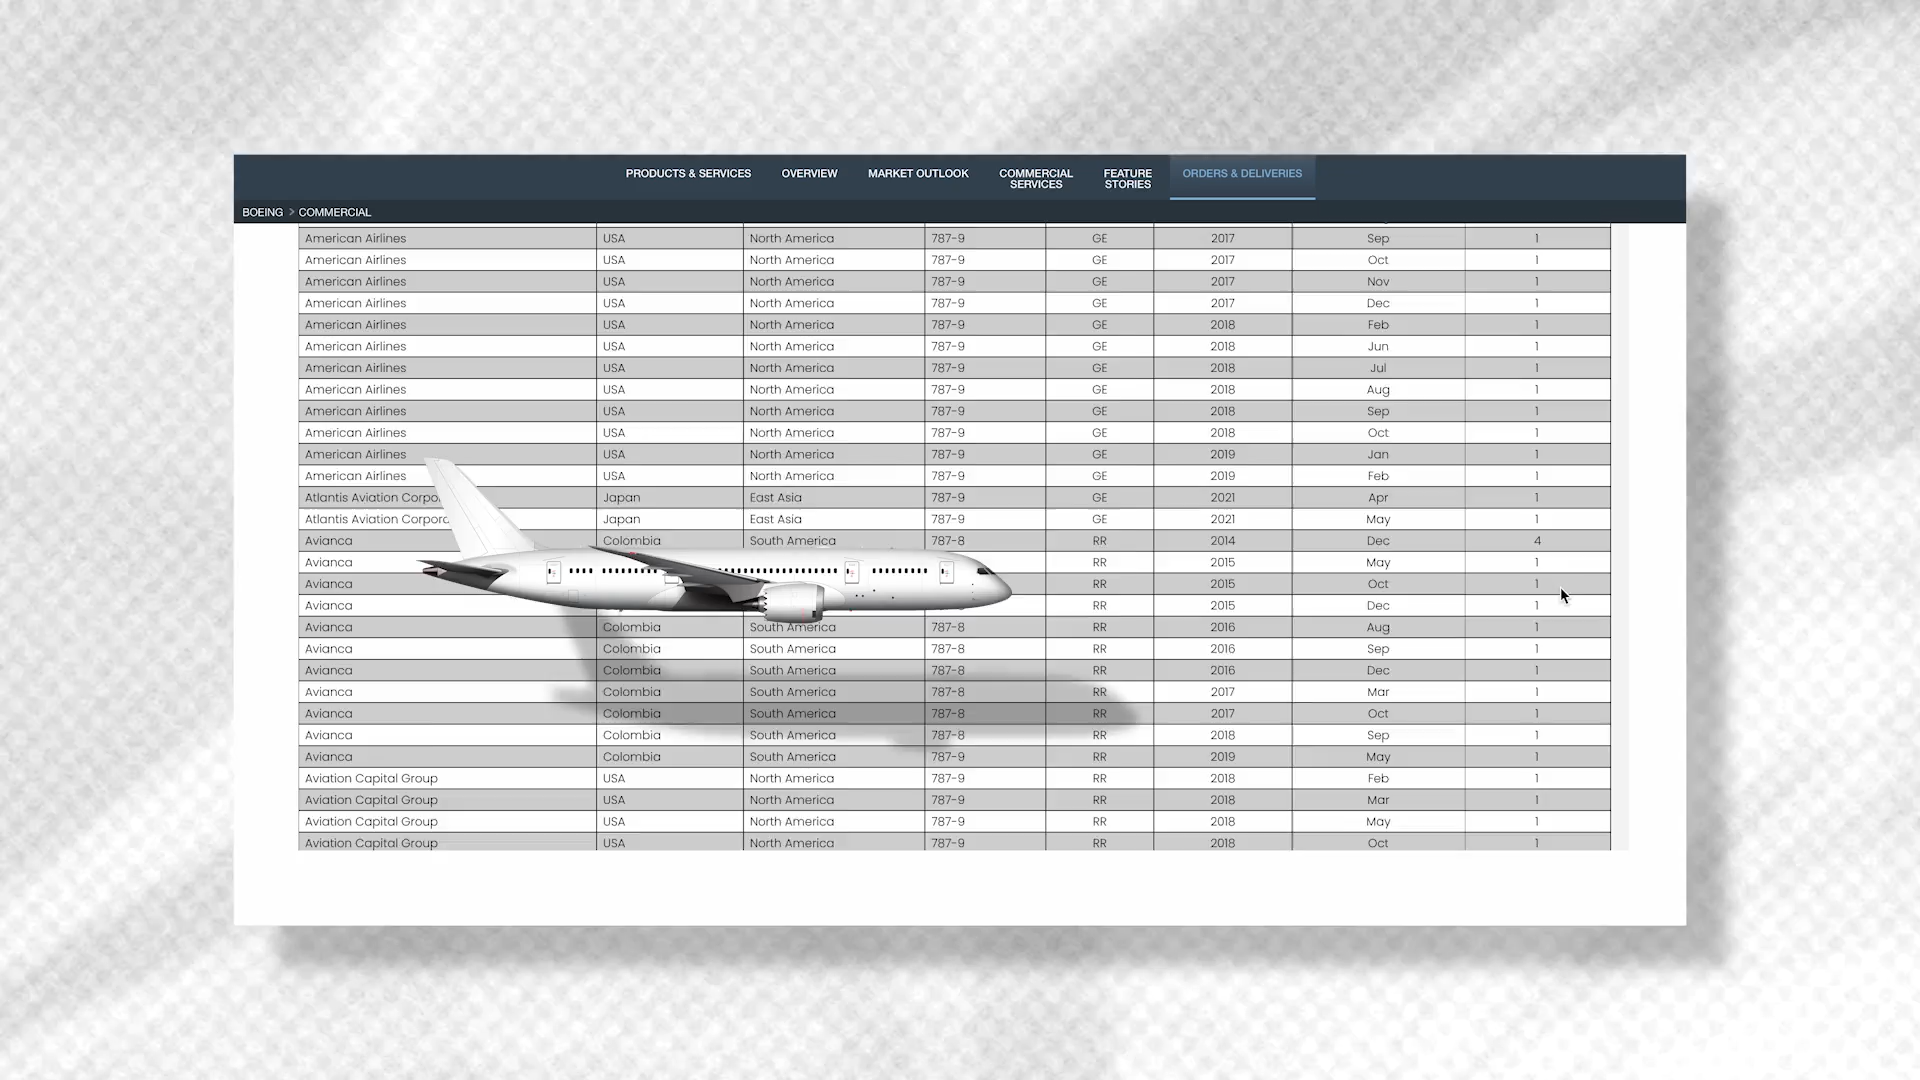 PRODUCTS & SERVICES OVERVIEW MARKET OUTLOOK COMMERCIAL SERVICES FEATURE STORIES ORDERS & DELIVERIES
BOEING > COMMERCIAL
American Airlines USA North America 787-9 GE 2017 Sep 1
American Airlines USA North America 787-9 GE 2017 Oct 1
American Airlines USA North America 787-9 GE 2017 Nov 1
American Airlines USA North America 787-9 GE 2017 Dec 1
American Airlines USA North America 787-9 GE 2018 Feb 1
American Airlines USA North America 787-9 GE 2018 Jun 1
American Airlines USA North America 787-9 GE 2018 Jul 1
American Airlines USA North America 787-9 GE 2018 Aug 1
American Airlines USA North America 787-9 GE 2018 Sep 1
American Airlines USA North America 787-9 GE 2018 Oct 1
American Airlines USA North America 787-9 GE 2019 Jan 1
American Airlines USA North America 787-9 GE 2019 Feb 1
Atlantis Aviation Japan East Asia 787-9 GE 2021 Apr 1
Atlantis Aviation Japan East Asia 787-9 GE 2021 May 1
Avianca Colombia South America 787-8 RR 2014 Dec 4
Avianca RR 2015 May 1
Avianca RR 2015 Oct 1
Avianca RR 2015 Dec 1
Avianca Colombia South America 787-8 RR 2016 Aug 1
Avianca Colombia South America 787-8 RR 2016 Sep 1
Avianca Colombia South America 787-8 RR 2016 Dec 1
Avianca Colombia South America 787-8 RR 2017 Mar 1
Avianca Colombia South America 787-8 RR 2017 Oct 1
Avianca Colombia South America 787-8 RR 2018 Sep 1
Avianca Colombia South America 787-9 RR 2019 May 1
Aviation Capital Group USA North America 787-9 RR 2018 Feb 1
Aviation Capital Group USA North America 787-9 RR 2018 Mar 1
Aviation Capital Group USA North America 787-9 RR 2018 May 1
Aviation Capital Group USA North America 787-9 RR 2018 Oct 1